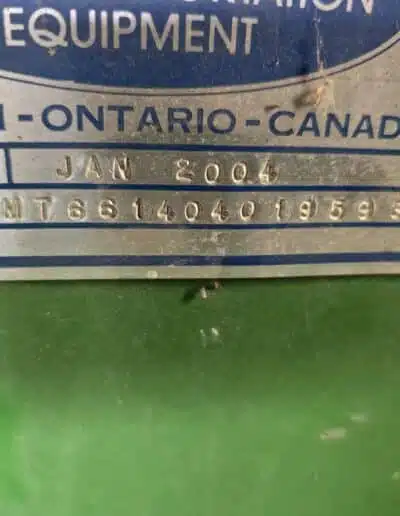 EQUIPMENT
- ONTARIO - CANAD
JAN 2004
MT661404019593